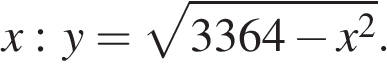 x : y = √(3364 − x²).